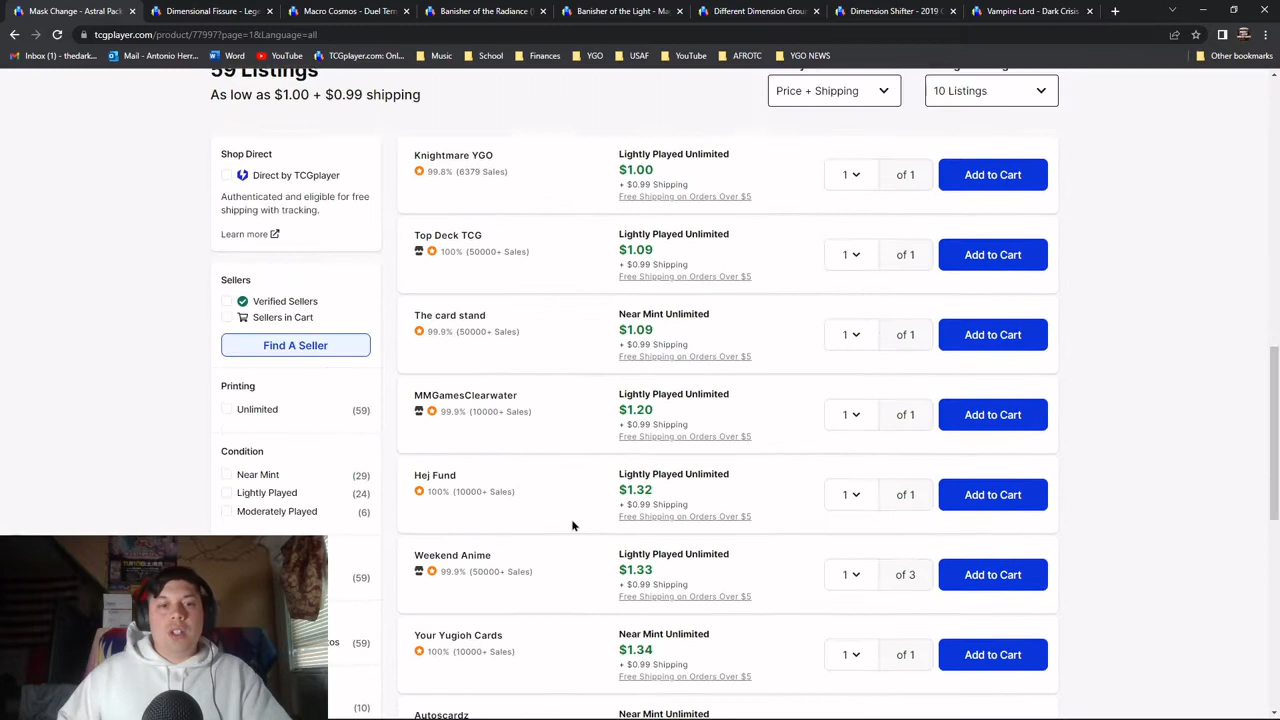 Mask Change - Astral Pack
Dimensional Fissure - Leg
Macro Cosmos - Duel Term
Banisher of the Radiance (
Banisher of the Light - Ma
Different Dimension Groun
Dimension Shifter - 2019
Vampire Lord - Dark Crisis
tcgplayer.com/product/77997?page=1&Language=all
Inbox (1) - thedark...
Mail - Antonio Her...
Word
YouTube
TCGplayer.com: Onl...
Music
School
Finances
YGO
USAF
YouTube
AFROTC
YGO NEWS
Other bookmarks
59 Listings
As low as $1.00 + $0.99 shipping
Price + Shipping
10 Listings
Shop Direct
Direct by TCGplayer
Authenticated and eligible for free
shipping with tracking.
Learn more
Sellers
Verified Sellers
Sellers in Cart
Find A Seller
Printing
Unlimited (59)
Condition
Near Mint (29)
Lightly Played (24)
Moderately Played (6)
(59)
(59)
(10)
Knightmare YGO
99.8% (6379 Sales)
Lightly Played Unlimited
$1.00
+ $0.99 Shipping
Free Shipping on Orders Over $5
1 of 1
Add to Cart
Top Deck TCG
100% (50000+ Sales)
Lightly Played Unlimited
$1.09
+ $0.99 Shipping
Free Shipping on Orders Over $5
1 of 1
Add to Cart
The card stand
99.9% (50000+ Sales)
Near Mint Unlimited
$1.09
+ $0.99 Shipping
Free Shipping on Orders Over $5
1 of 1
Add to Cart
MMGamesClearwater
99.9% (10000+ Sales)
Lightly Played Unlimited
$1.20
+ $0.99 Shipping
Free Shipping on Orders Over $5
1 of 1
Add to Cart
Hej Fund
100% (10000+ Sales)
Lightly Played Unlimited
$1.32
+ $0.99 Shipping
Free Shipping on Orders Over $5
1 of 1
Add to Cart
Weekend Anime
99.9% (50000+ Sales)
Lightly Played Unlimited
$1.33
+ $0.99 Shipping
Free Shipping on Orders Over $5
1 of 3
Add to Cart
Your Yugioh Cards
100% (10000+ Sales)
Near Mint Unlimited
$1.34
+ $0.99 Shipping
Free Shipping on Orders Over $5
1 of 1
Add to Cart
Autoscardz
Near Mint Unlimited